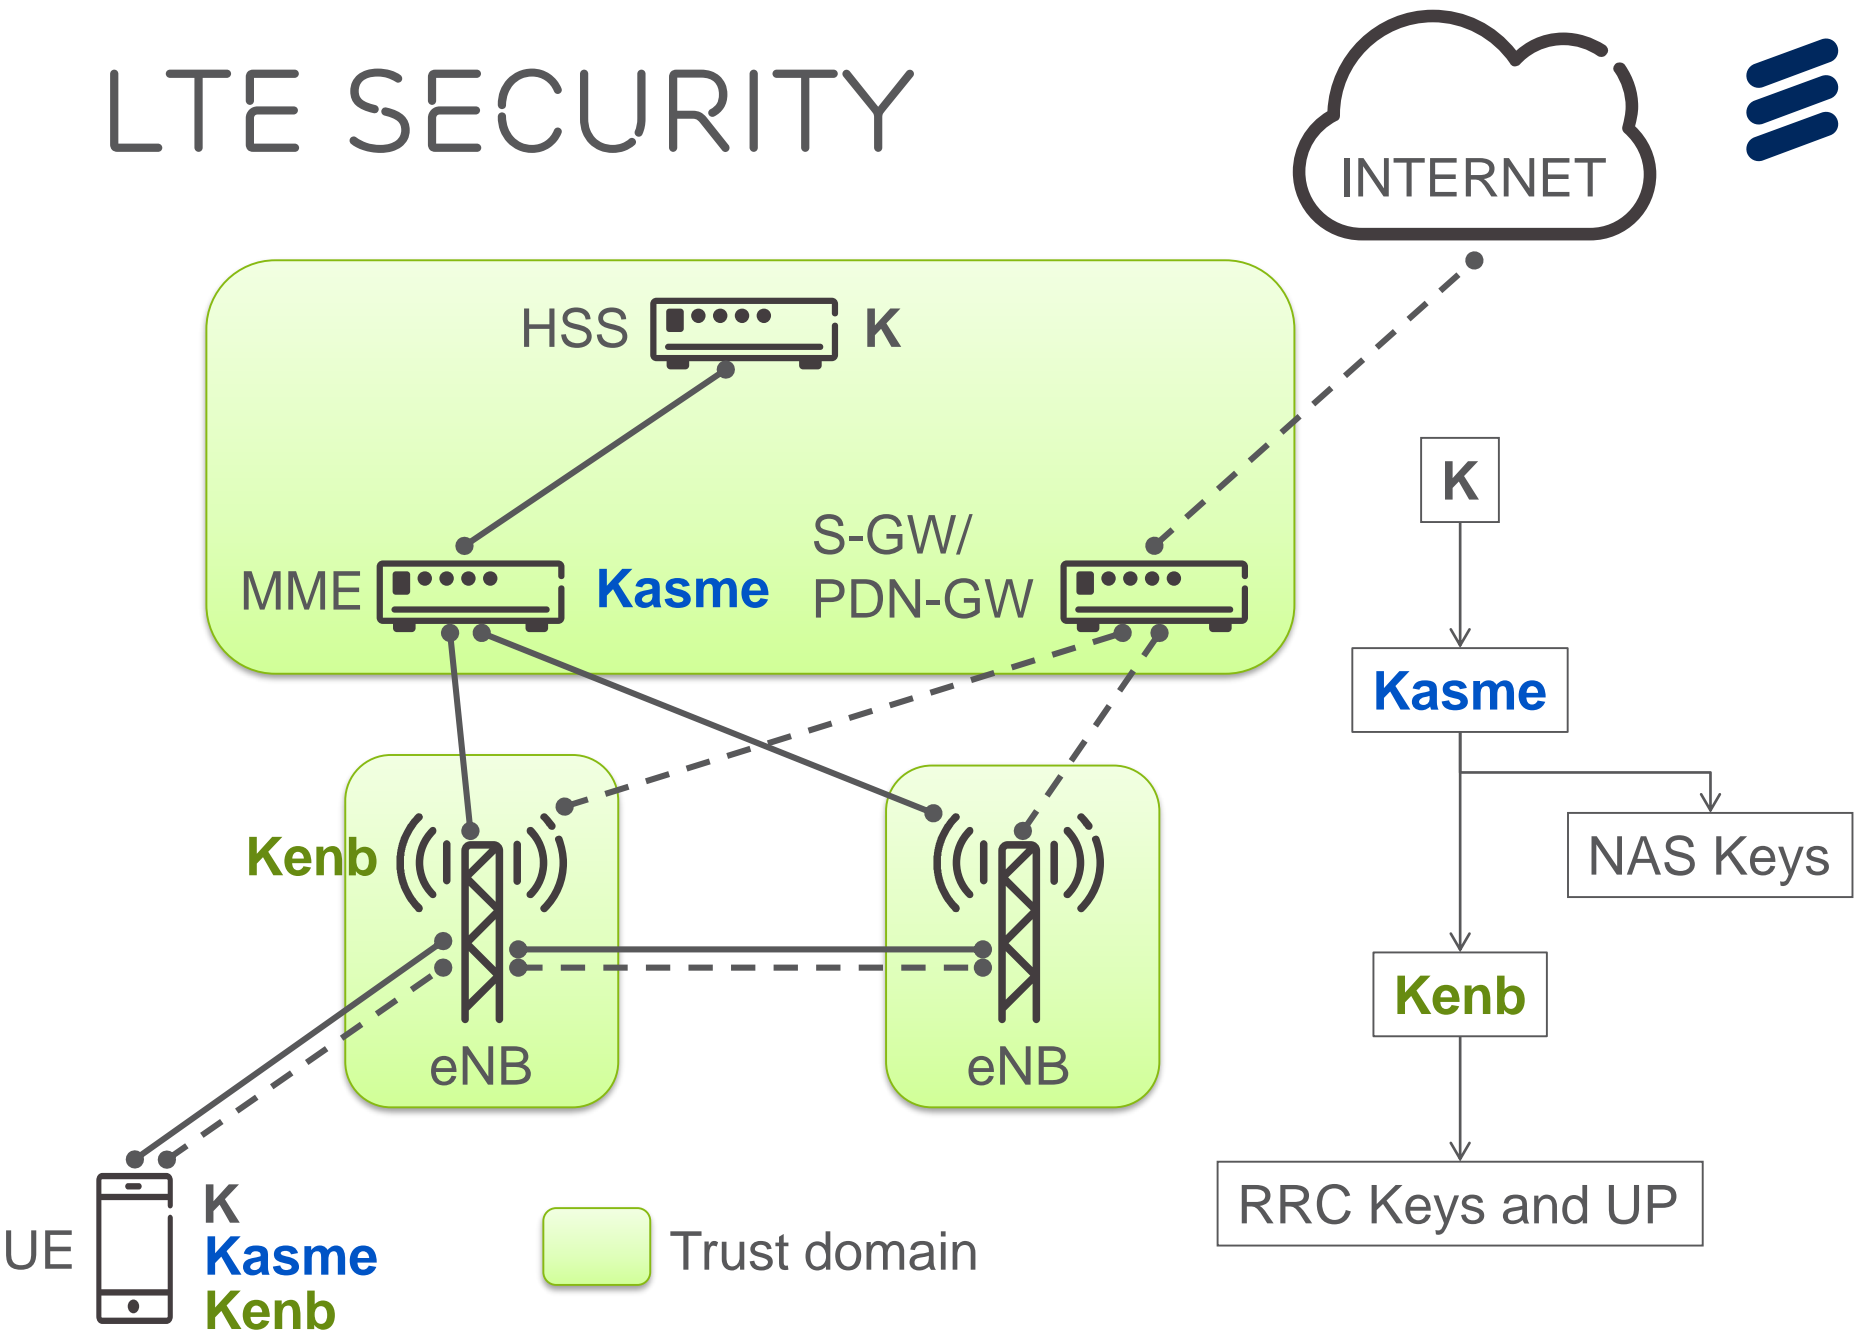 LTE SECURITY
INTERNET
HSS
K
MME
Kasme
S-GW/
PDN-GW
Kenb
eNB
eNB
UE
K
Kasme
Kenb
Trust domain
K
Kasme
NAS Keys
Kenb
RRC Keys and UP